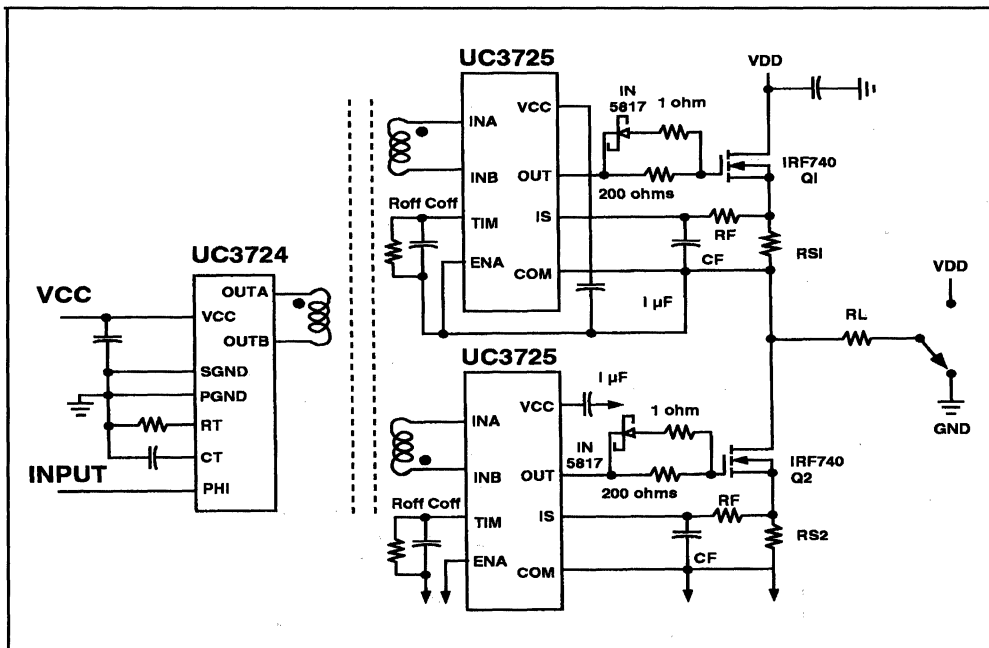 UC3725
VDD
IN
5817
1 ohm
VCC
INA
INB
OUT
200 ohms
IRF740
Q1
Roff Coff
TIM
IS
RF
ENA
COM
CF
RS1
1 µF
UC3724
VCC
OUTA
VCC
OUTB
SGND
PGND
RT
CT
INPUT
PHI
VDD
RL
GND
UC3725
1 µF
VCC
1 ohm
INA
IN
5817
INB
OUT
200 ohms
IRF740
Q2
Roff Coff
TIM
IS
RF
ENA
COM
CF
RS2